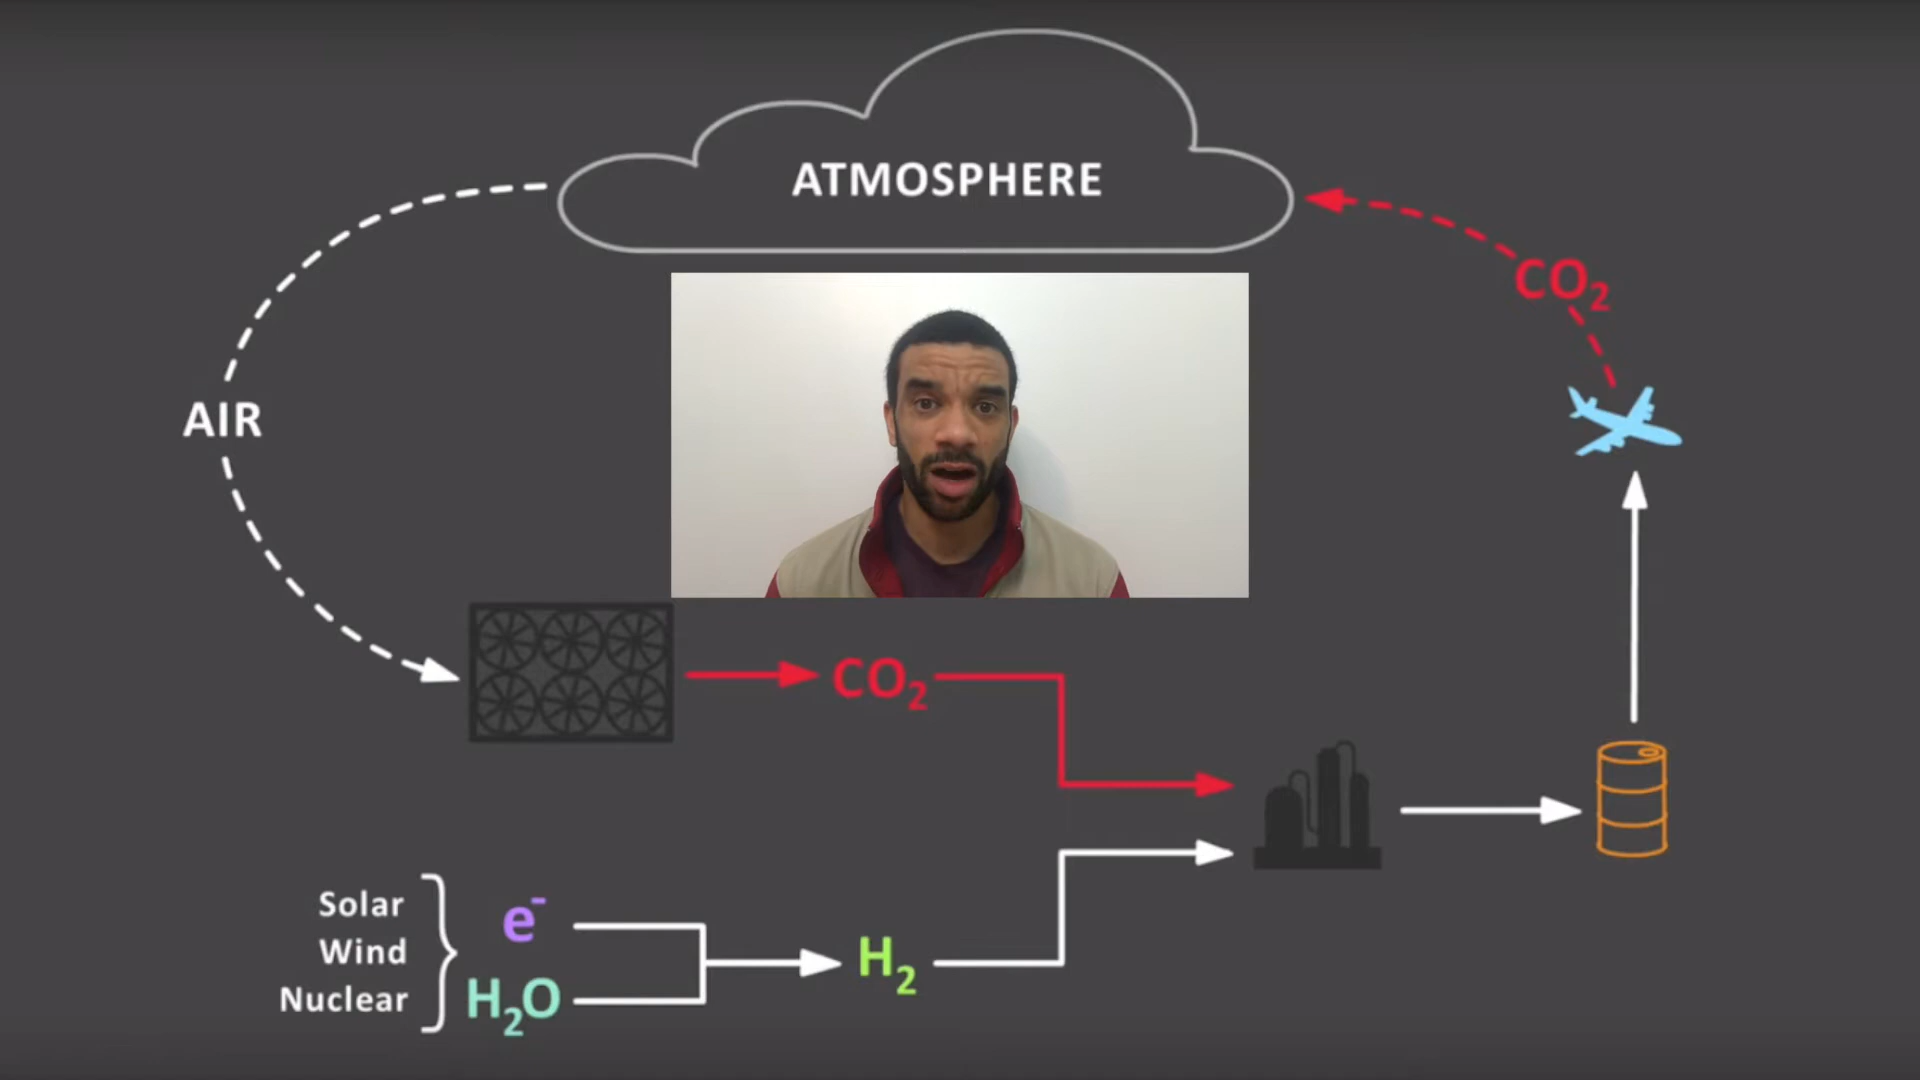 ATMOSPHERE
CO₂
AIR
CO₂
Solar
Wind
Nuclear
e⁻
H₂O
H₂